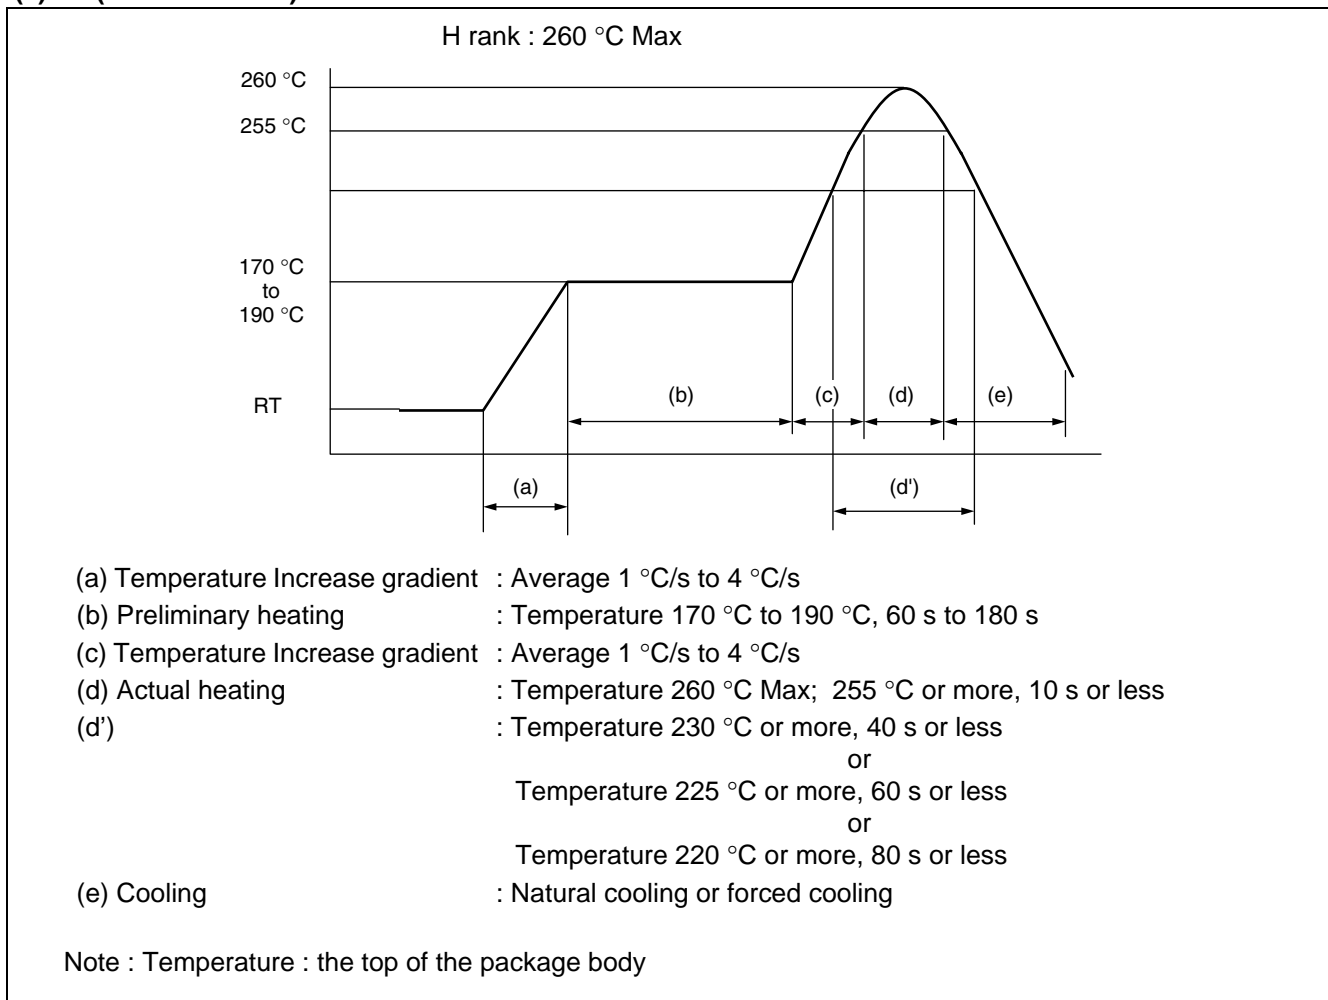 H rank : 260 °C Max
260 °C
255 °C
170 °C
to
190 °C
RT
(b)
(c)
(d)
(e)
(a)
(d')
(a) Temperature Increase gradient : Average 1 °C/s to 4 °C/s
(b) Preliminary heating : Temperature 170 °C to 190 °C, 60 s to 180 s
(c) Temperature Increase gradient : Average 1 °C/s to 4 °C/s
(d) Actual heating : Temperature 260 °C Max; 255 °C or more, 10 s or less
(d') : Temperature 230 °C or more, 40 s or less
or
Temperature 225 °C or more, 60 s or less
or
Temperature 220 °C or more, 80 s or less
(e) Cooling : Natural cooling or forced cooling
Note : Temperature : the top of the package body